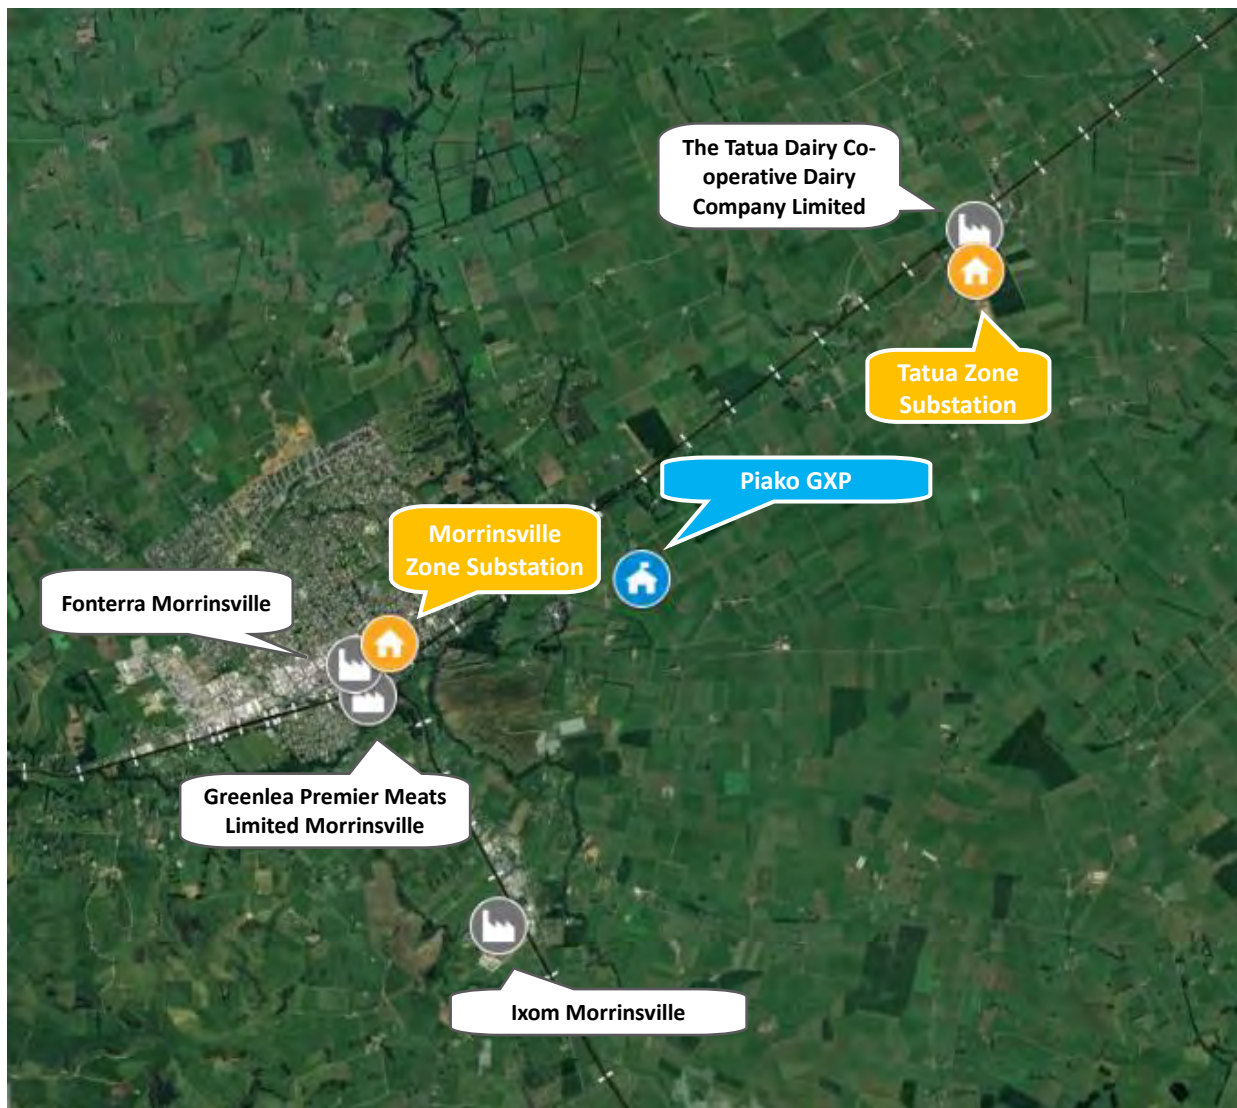 The Tatua Dairy Co-
operative Dairy
Company Limited
Tatua Zone
Substation
Piako GXP
Morrinsville
Zone Substation
Fonterra Morrinsville
Greenlea Premier Meats
Limited Morrinsville
Ixom Morrinsville